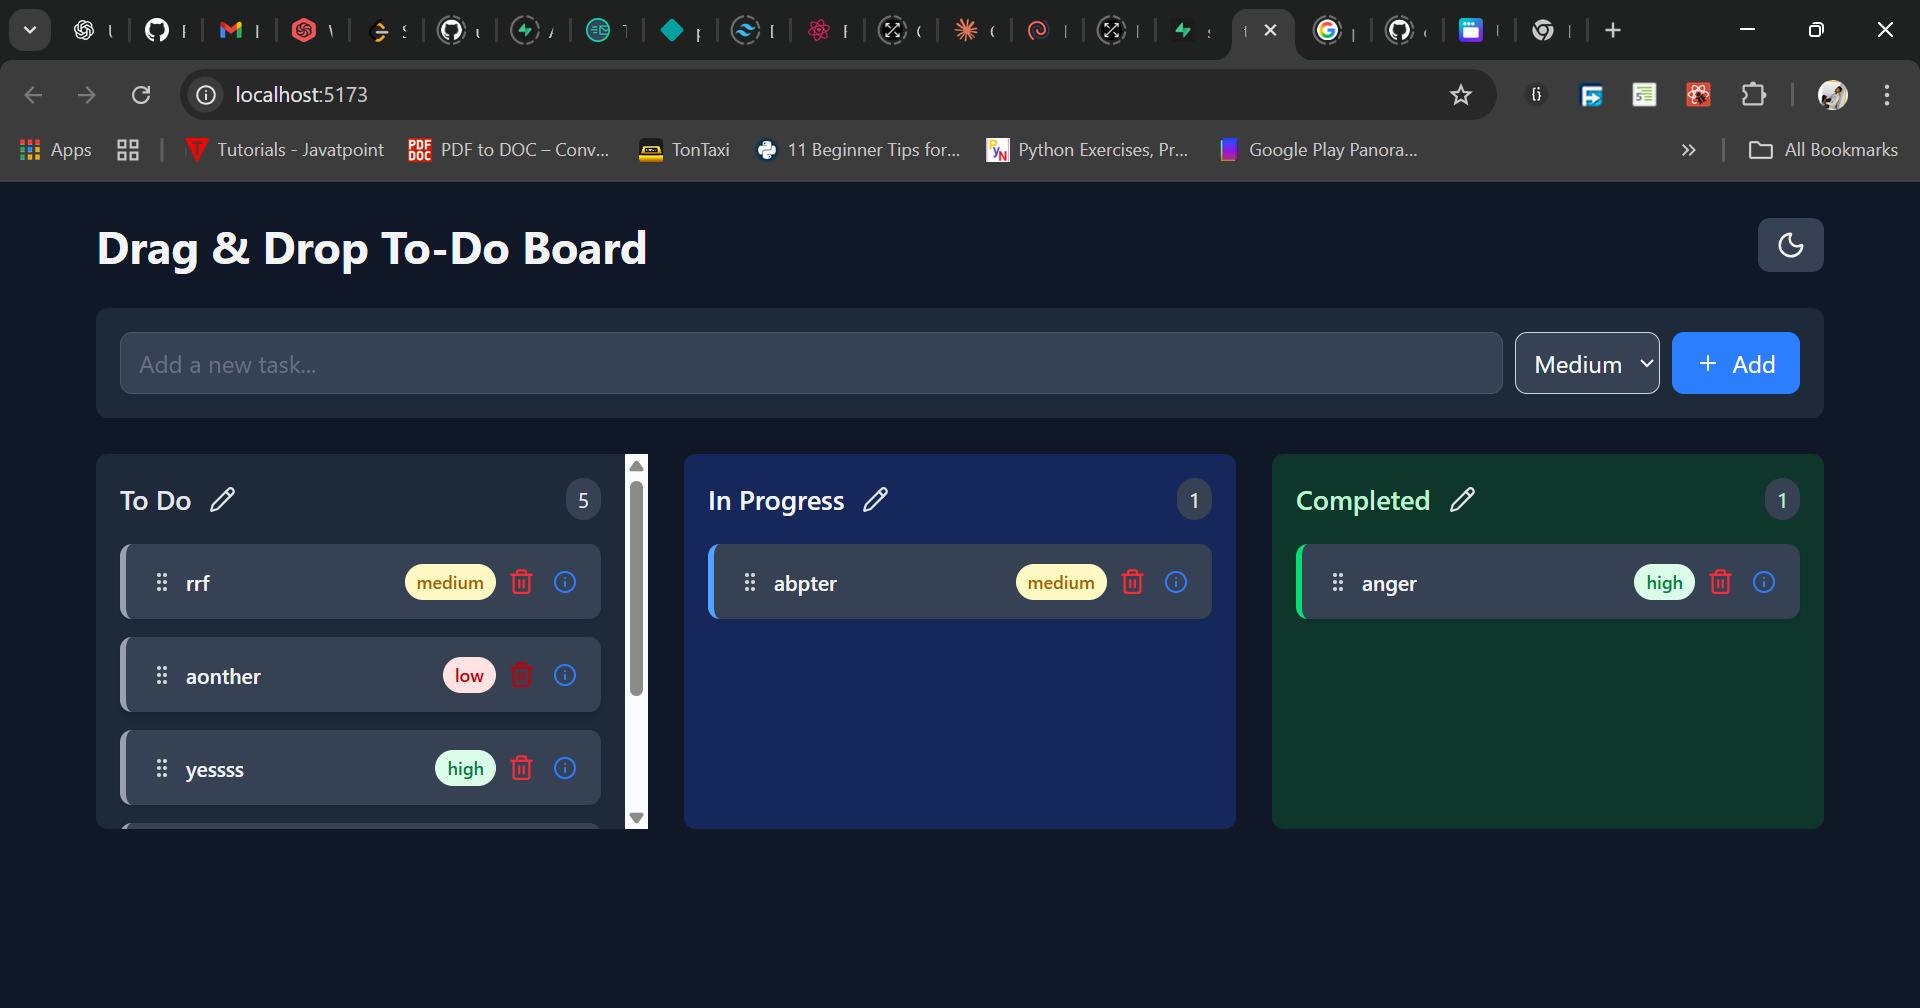 localhost:5173
Apps
Tutorials - Javatpoint
PDF to DOC – Conv...
TonTaxi
11 Beginner Tips for...
Python Exercises, Pr...
Google Play Panora...
All Bookmarks
Drag & Drop To-Do Board
Add a new task...
Medium
+ Add
To Do
5
In Progress
1
Completed
1
rrf
medium
abpter
medium
anger
high
aonther
low
yessss
high